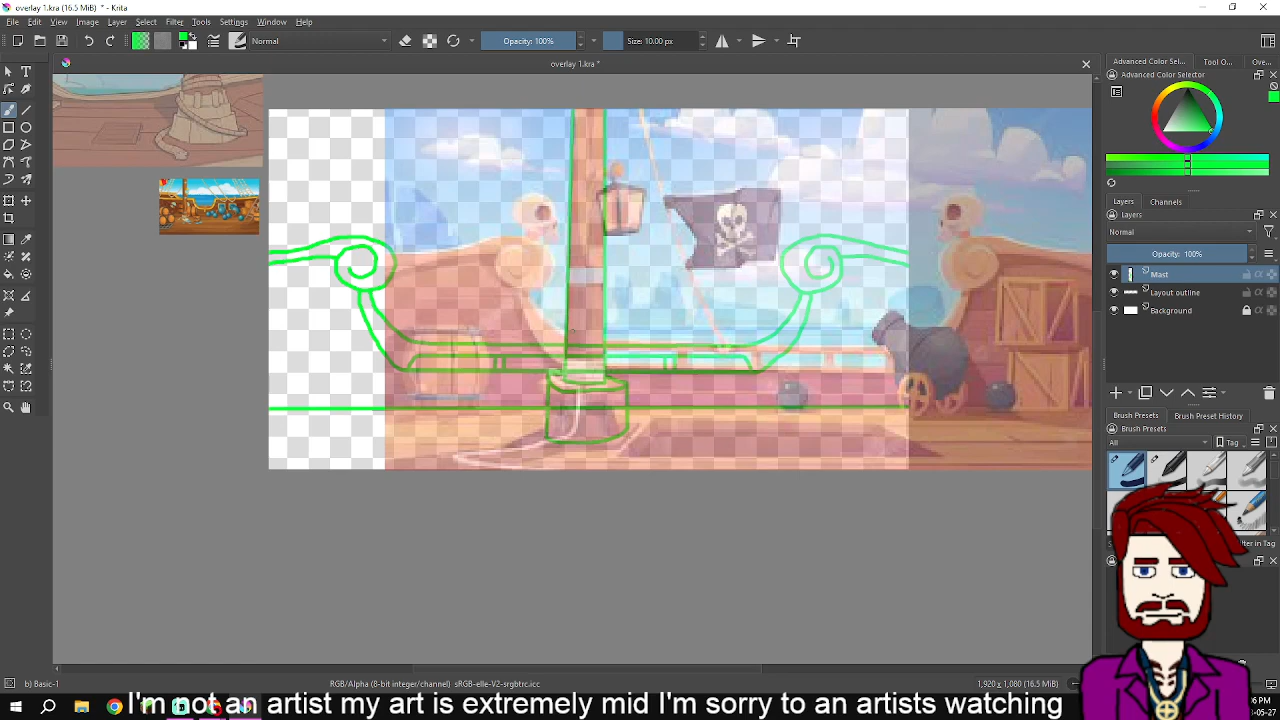 overlay 1.kra (16.5 MiB) * - Krita
File Edit View Image Layer Select Filter Tools Settings Window Help
Normal Opacity: 100% Size: 10.00 px
overlay 1.kra *
Advanced Color Sel... Tool O... Ove...
Advanced Color Selector
Layers Channels
Layers
Normal
Opacity: 100%
Mast
Layout outline
Background
Brush Presets Brush Preset History
Brush Presets
All Tag
ter in Tag
b) Basic-1 RGB/Alpha (8-bit integer/channel) sRGB-elle-V2-srgbtrc.icc 1,920 x 1,080 (16.5 MiB)
I'm not an artist my art is extremely mid I'm sorry to an artists watching